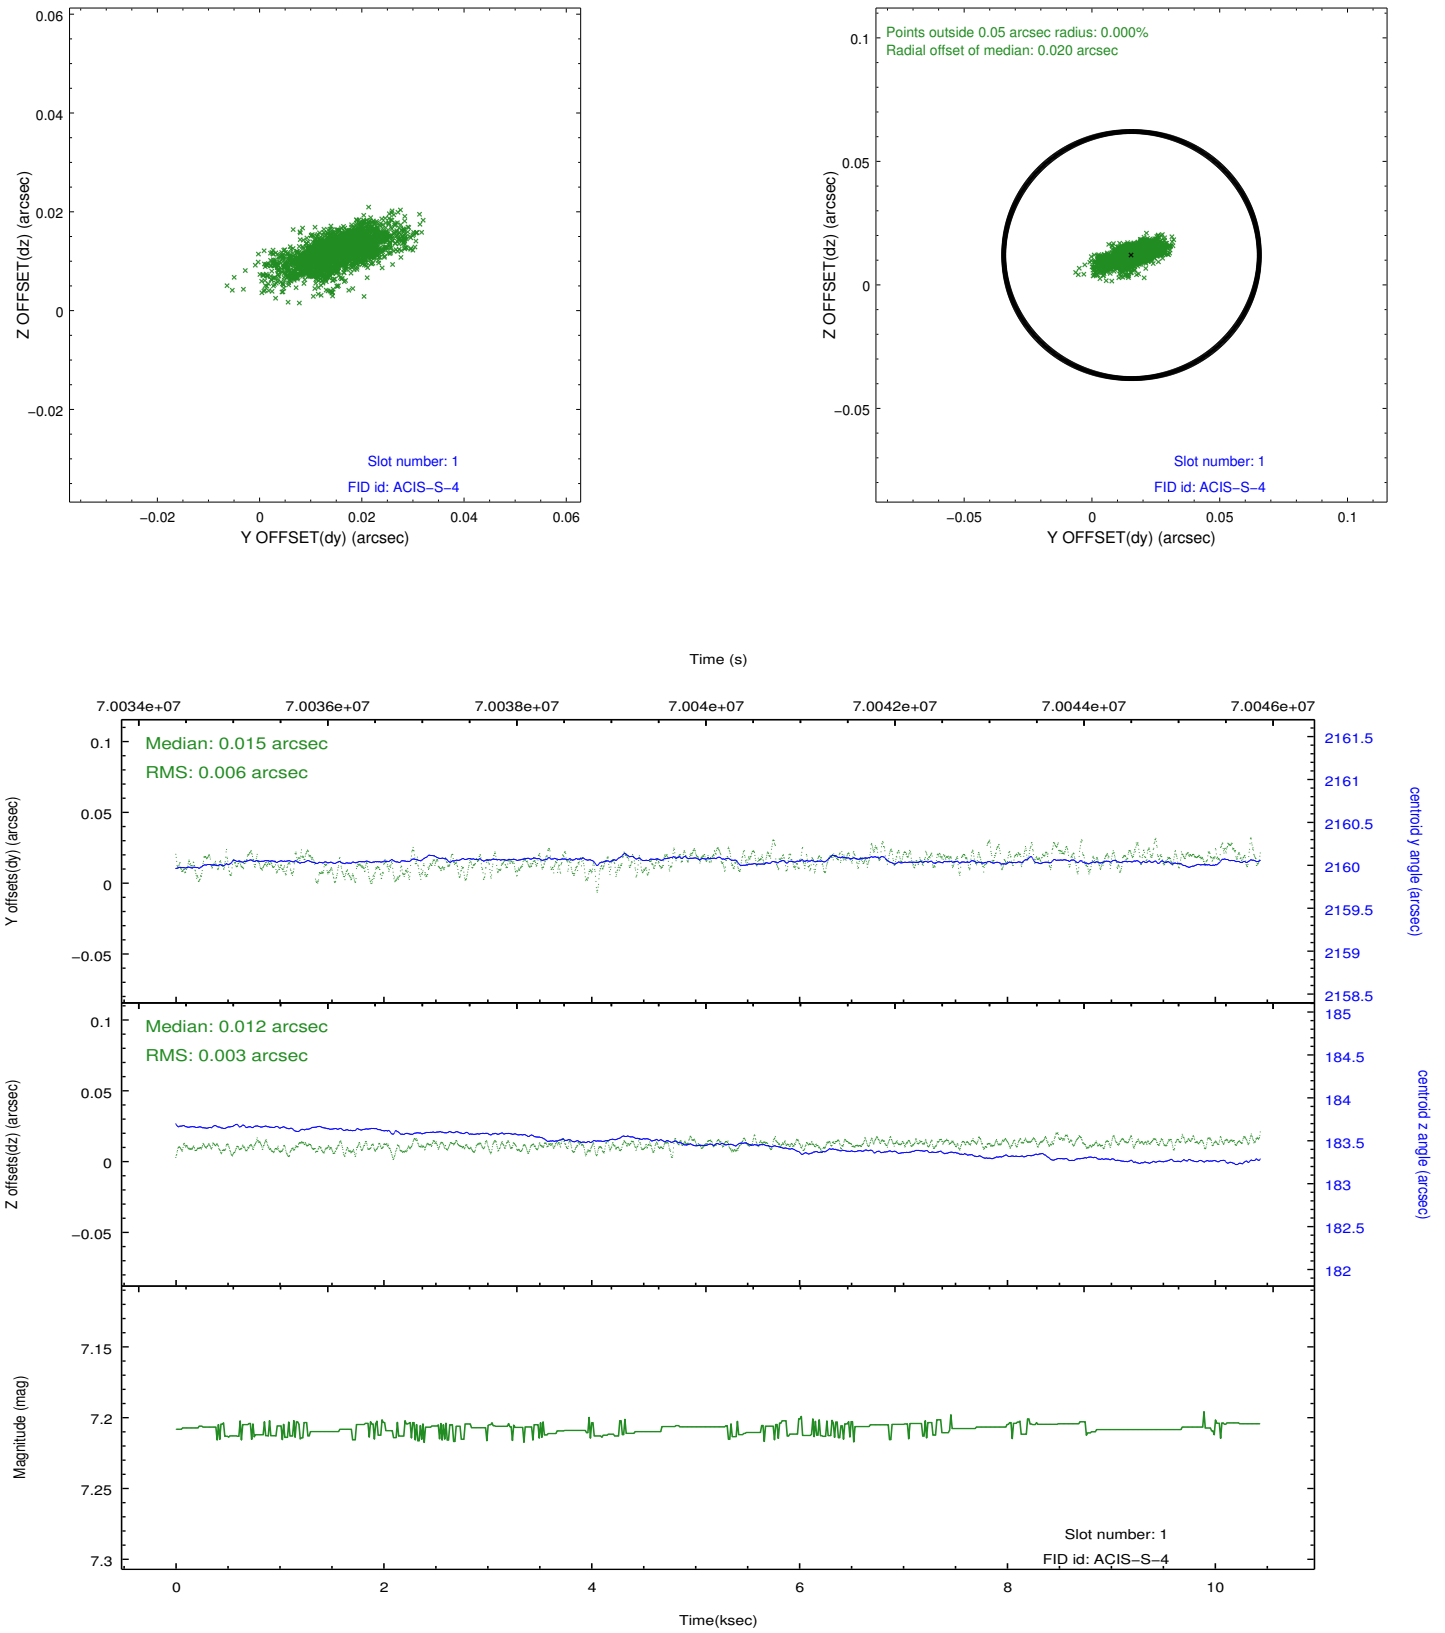 0.06
0.04
0.02
0
−0.02
Z OFFSET(dz) (arcsec)
Slot number: 1
FID id: ACIS−S−4
−0.02 0 0.02 0.04 0.06
Y OFFSET(dy) (arcsec)
Points outside 0.05 arcsec radius: 0.000%
Radial offset of median: 0.020 arcsec
0.1
0.05
0
−0.05
Z OFFSET(dz) (arcsec)
Slot number: 1
FID id: ACIS−S−4
−0.05 0 0.05 0.1
Y OFFSET(dy) (arcsec)
Time (s)
7.0034e+07 7.0036e+07 7.0038e+07 7.004e+07 7.0042e+07 7.0044e+07 7.0046e+07
Median: 0.015 arcsec
RMS: 0.006 arcsec
0.1
0.05
0
−0.05
Y offsets(dy) (arcsec)
2161.5
2161
2160.5
2160
2159.5
2159
2158.5
centroid y angle (arcsec)
Median: 0.012 arcsec
RMS: 0.003 arcsec
0.1
0.05
0
−0.05
Z offsets(dz) (arcsec)
185
184.5
184
183.5
183
182.5
182
centroid z angle (arcsec)
7.15
7.2
7.25
7.3
Magnitude (mag)
Slot number: 1
FID id: ACIS−S−4
0 2 4 6 8 10
Time(ksec)